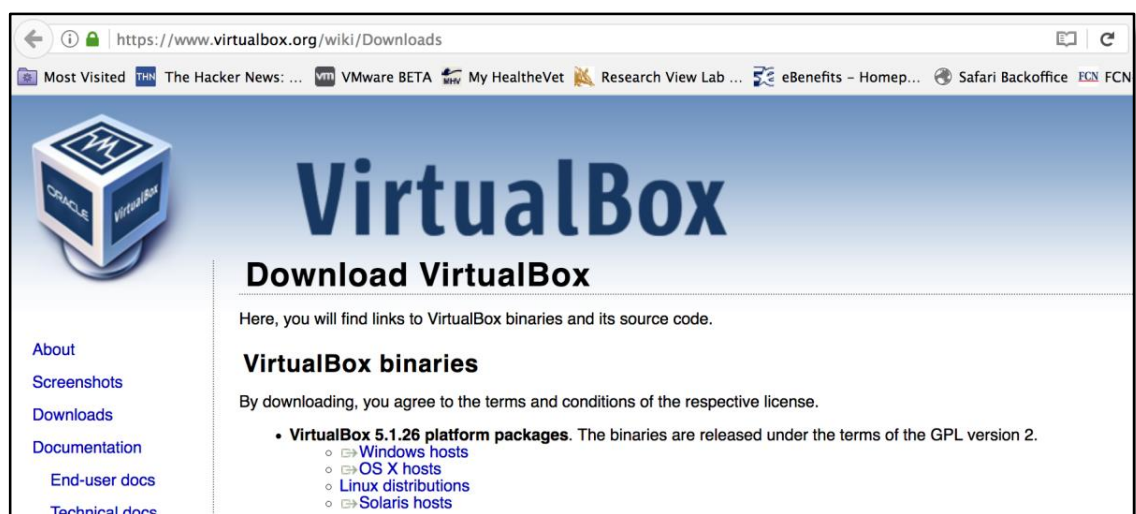 https://www.virtualbox.org/wiki/Downloads
Most Visited THN The Hacker News: ... vm VMware BETA MHV My HealtheVet Research View Lab ... eBenefits – Homep... Safari Backoffice FCN FCN
ORACLE VirtualBox
VirtualBox
Download VirtualBox
Here, you will find links to VirtualBox binaries and its source code.
About
Screenshots
Downloads
Documentation
End-user docs
Technical docs
VirtualBox binaries
By downloading, you agree to the terms and conditions of the respective license.
• VirtualBox 5.1.26 platform packages. The binaries are released under the terms of the GPL version 2.
Windows hosts
OS X hosts
Linux distributions
Solaris hosts